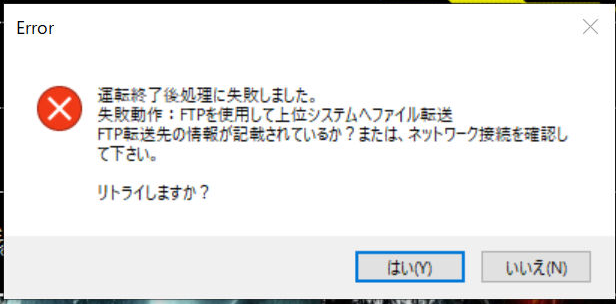 Error
運転終了後処理に失敗しました。
失敗動作：FTPを使用して上位システムへファイル転送
FTP転送先の情報が記載されているか？または、ネットワーク接続を確認し
て下さい。
リトライしますか？
はい(Y)
いいえ(N)